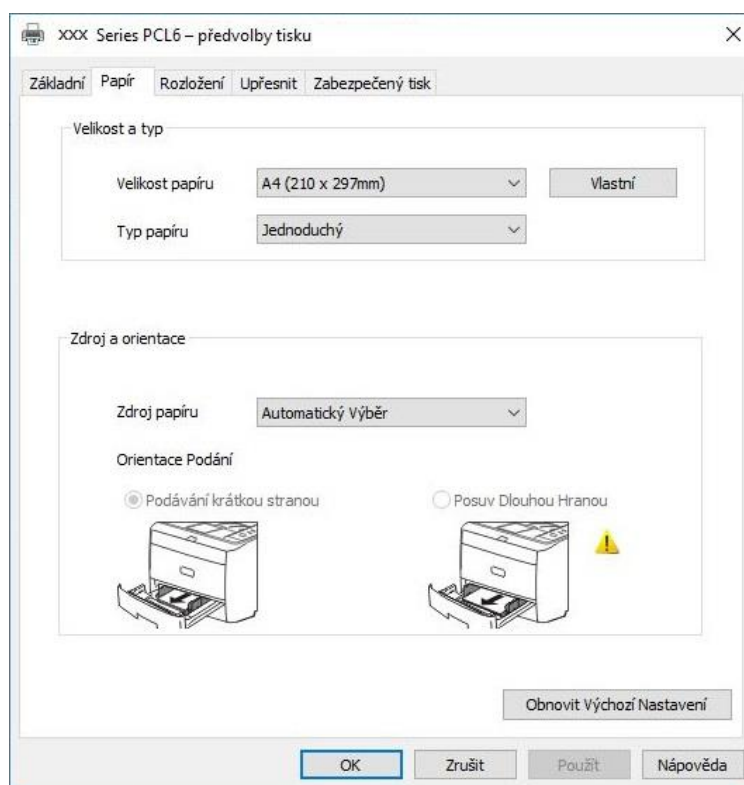 xxx Series PCL6 – předvolby tisku
Základní Papír Rozložení Upřesnit Zabezpečený tisk
Velikost a typ
Velikost papíru A4 (210 x 297mm) Vlastní
Typ papíru Jednoduchý
Zdroj a orientace
Zdroj papíru Automatický Výběr
Orientace Podání
Podávání krátkou stranou Posuv Dlouhou Hranou
Obnovit Výchozí Nastavení
OK Zrušit Použít Nápověda